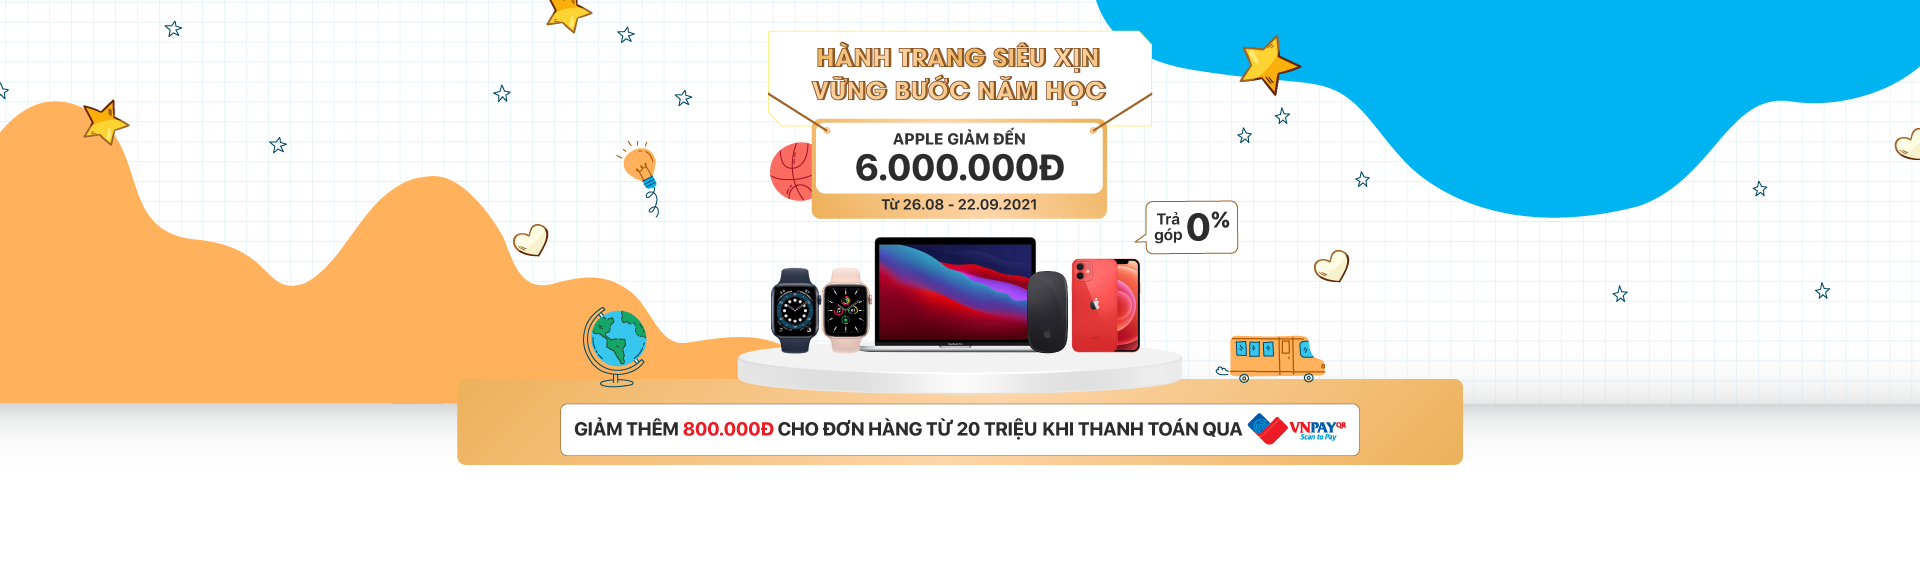 HÀNH TRANG SIÊU XỊN
VỮNG BƯỚC NĂM HỌC
APPLE GIẢM ĐẾN
6.000.000Đ
Từ 26.08 - 22.09.2021
Trả
góp 0%
GIẢM THÊM 800.000Đ CHO ĐƠN HÀNG TỪ 20 TRIỆU KHI THANH TOÁN QUA VNPAYQR
Scan to Pay